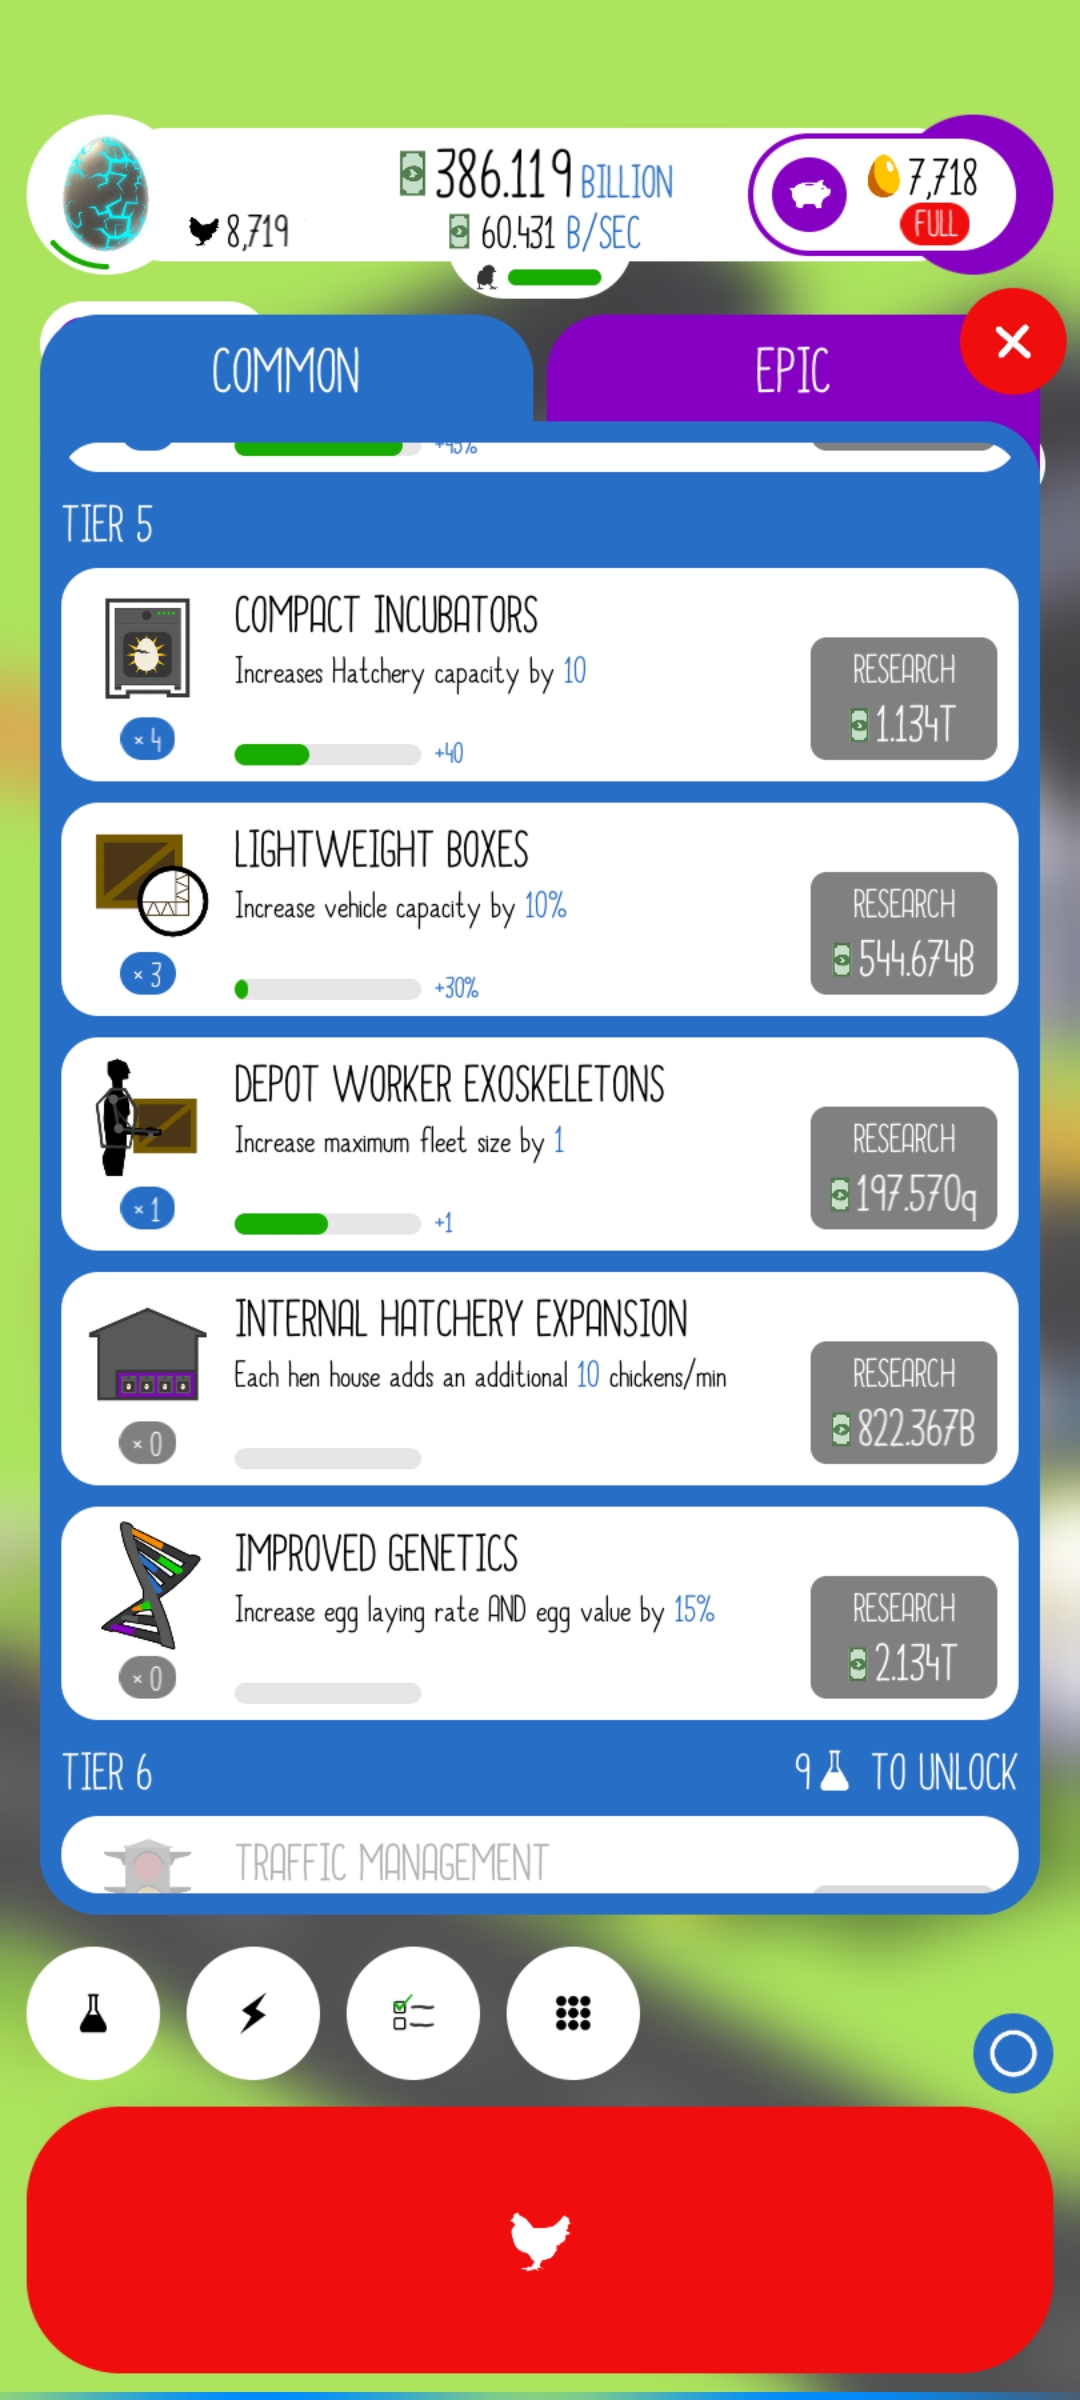 386.119 BILLION
7,718
8,719
60.431 B/SEC
FULL
COMMON
EPIC
+45%
TIER 5
COMPACT INCUBATORS
Increases Hatchery capacity by 10
RESEARCH
1.134T
× 4
+40
LIGHTWEIGHT BOXES
Increase vehicle capacity by 10%
RESEARCH
544.674B
× 3
+30%
DEPOT WORKER EXOSKELETONS
Increase maximum fleet size by 1
RESEARCH
197.570q
× 1
+1
INTERNAL HATCHERY EXPANSION
Each hen house adds an additional 10 chickens/min
RESEARCH
822.367B
× 0
IMPROVED GENETICS
Increase egg laying rate AND egg value by 15%
RESEARCH
2.134T
× 0
TIER 6
9 TO UNLOCK
TRAFFIC MANAGEMENT